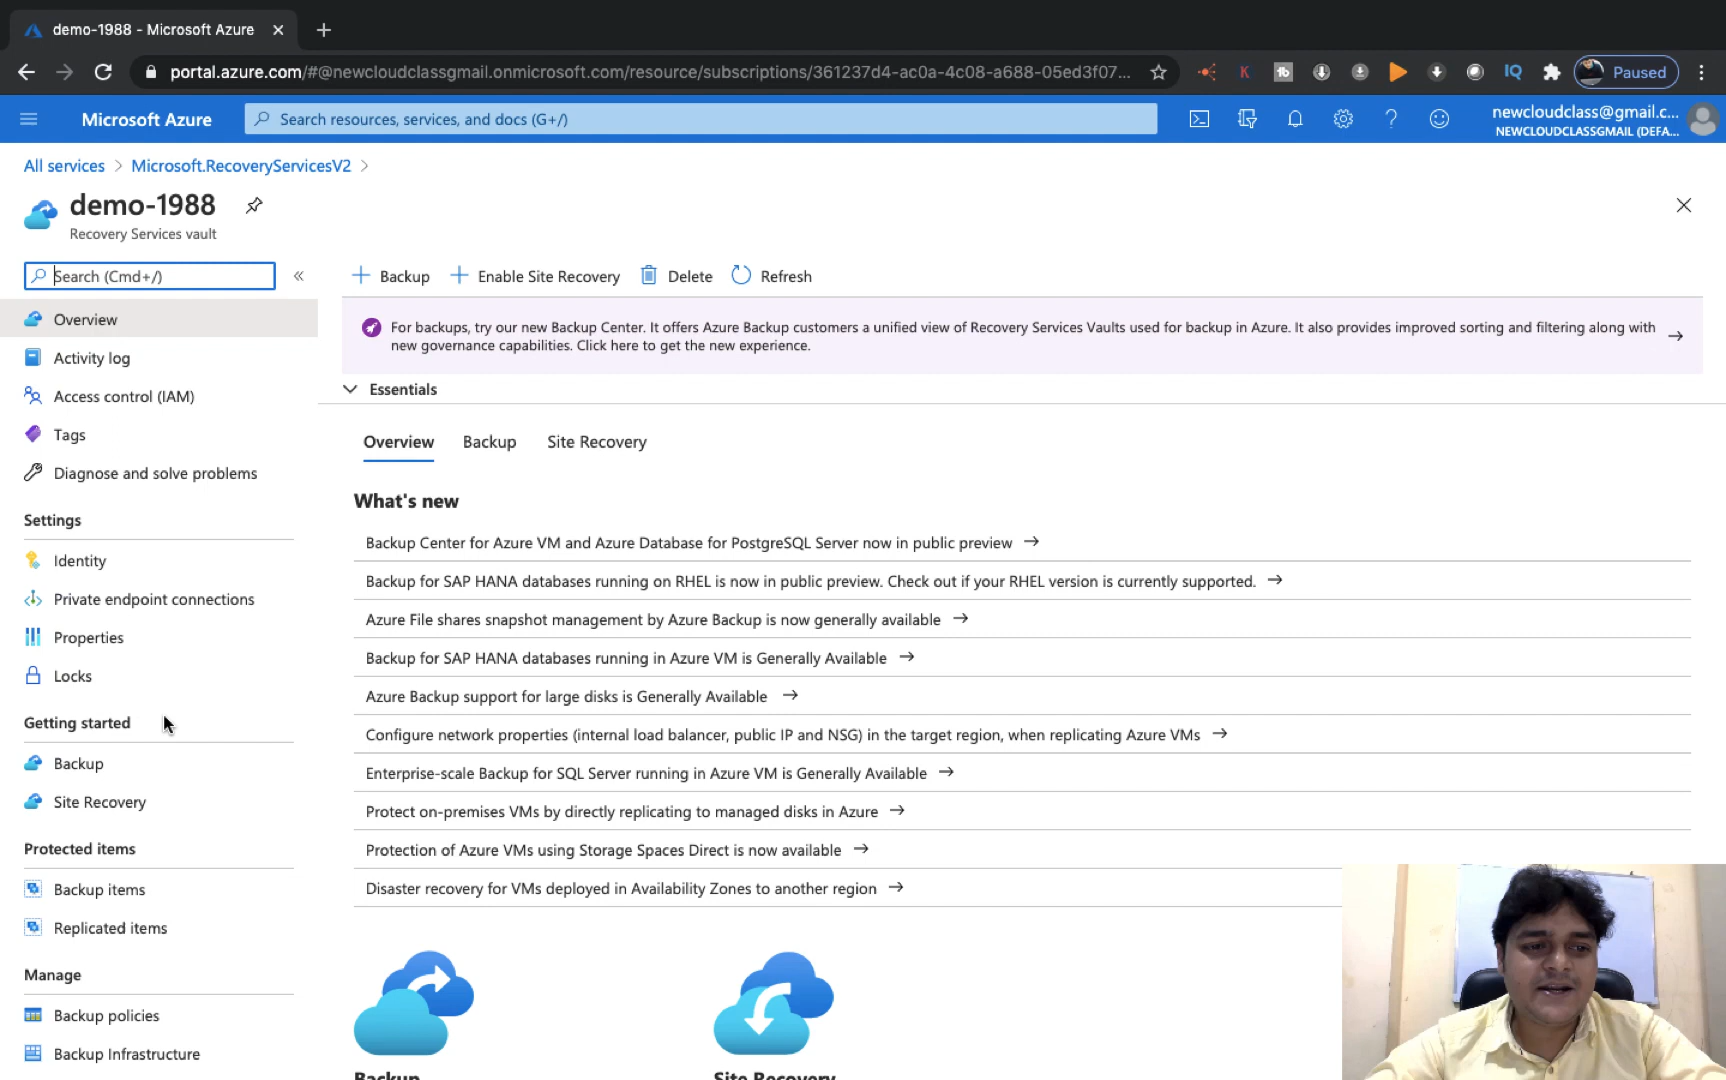 demo-1988 - Microsoft Azure
portal.azure.com/#@newcloudclassgmail.onmicrosoft.com/resource/subscriptions/361237d4-ac0a-4c08-a688-05ed3f07...
K
tb
IQ
Paused
Microsoft Azure
Search resources, services, and docs (G+/)
newcloudclass@gmail.c...
NEWCLOUDCLASSGMAIL (DEFA...
All services > Microsoft.RecoveryServicesV2 >
demo-1988
Recovery Services vault
Search (Cmd+/)
«
Overview
Activity log
Access control (IAM)
Tags
Diagnose and solve problems
Settings
Identity
Private endpoint connections
Properties
Locks
Getting started
Backup
Site Recovery
Protected items
Backup items
Replicated items
Manage
Backup policies
Backup Infrastructure
+ Backup + Enable Site Recovery Delete Refresh
For backups, try our new Backup Center. It offers Azure Backup customers a unified view of Recovery Services Vaults used for backup in Azure. It also provides improved sorting and filtering along with
new governance capabilities. Click here to get the new experience.
Essentials
Overview Backup Site Recovery
What's new
Backup Center for Azure VM and Azure Database for PostgreSQL Server now in public preview →
Backup for SAP HANA databases running on RHEL is now in public preview. Check out if your RHEL version is currently supported. →
Azure File shares snapshot management by Azure Backup is now generally available →
Backup for SAP HANA databases running in Azure VM is Generally Available →
Azure Backup support for large disks is Generally Available →
Configure network properties (internal load balancer, public IP and NSG) in the target region, when replicating Azure VMs →
Enterprise-scale Backup for SQL Server running in Azure VM is Generally Available →
Protect on-premises VMs by directly replicating to managed disks in Azure →
Protection of Azure VMs using Storage Spaces Direct is now available →
Disaster recovery for VMs deployed in Availability Zones to another region →
Backup
Site Recovery